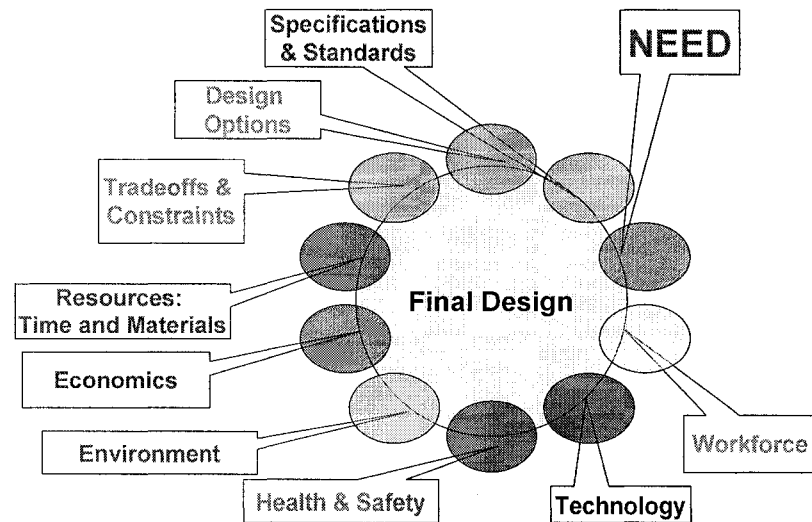 Specifications
& Standards
NEED
Design
Options
Tradeoffs &
Constraints
Resources:
Time and Materials
Final Design
Economics
Environment
Workforce
Health & Safety
Technology